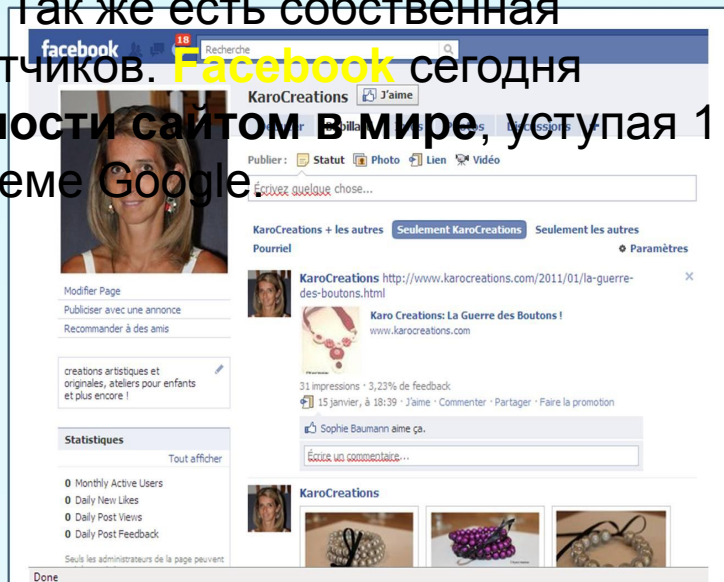 Так же есть собственная
тчиков. Facebook сегодня
ности сайтом в мире, уступая 1
еме Google.
facebook
18
Recherche
KaroCreations J'aime
Discussions
Publier : Statut Photo Lien Vidéo
Écrivez quelque chose...
KaroCreations + les autres Seulement KaroCreations Seulement les autres
Pourriel Paramètres
Modifier Page
Publiciser avec une annonce
Recommander à des amis
creations artistiques et
originales, ateliers pour enfants
et plus encore !
Statistiques
Tout afficher
0 Monthly Active Users
0 Daily New Likes
0 Daily Post Views
0 Daily Post Feedback
Seuls les administrateurs de la page peuvent
KaroCreations http://www.karocreations.com/2011/01/la-guerre-
des-boutons.html
Karo Creations: La Guerre des Boutons !
www.karocreations.com
31 impressions · 3,23% de feedback
15 janvier, à 18:39 · J'aime · Commenter · Partager · Faire la promotion
Sophie Baumann aime ça.
Écrire un commentaire...
KaroCreations
Done